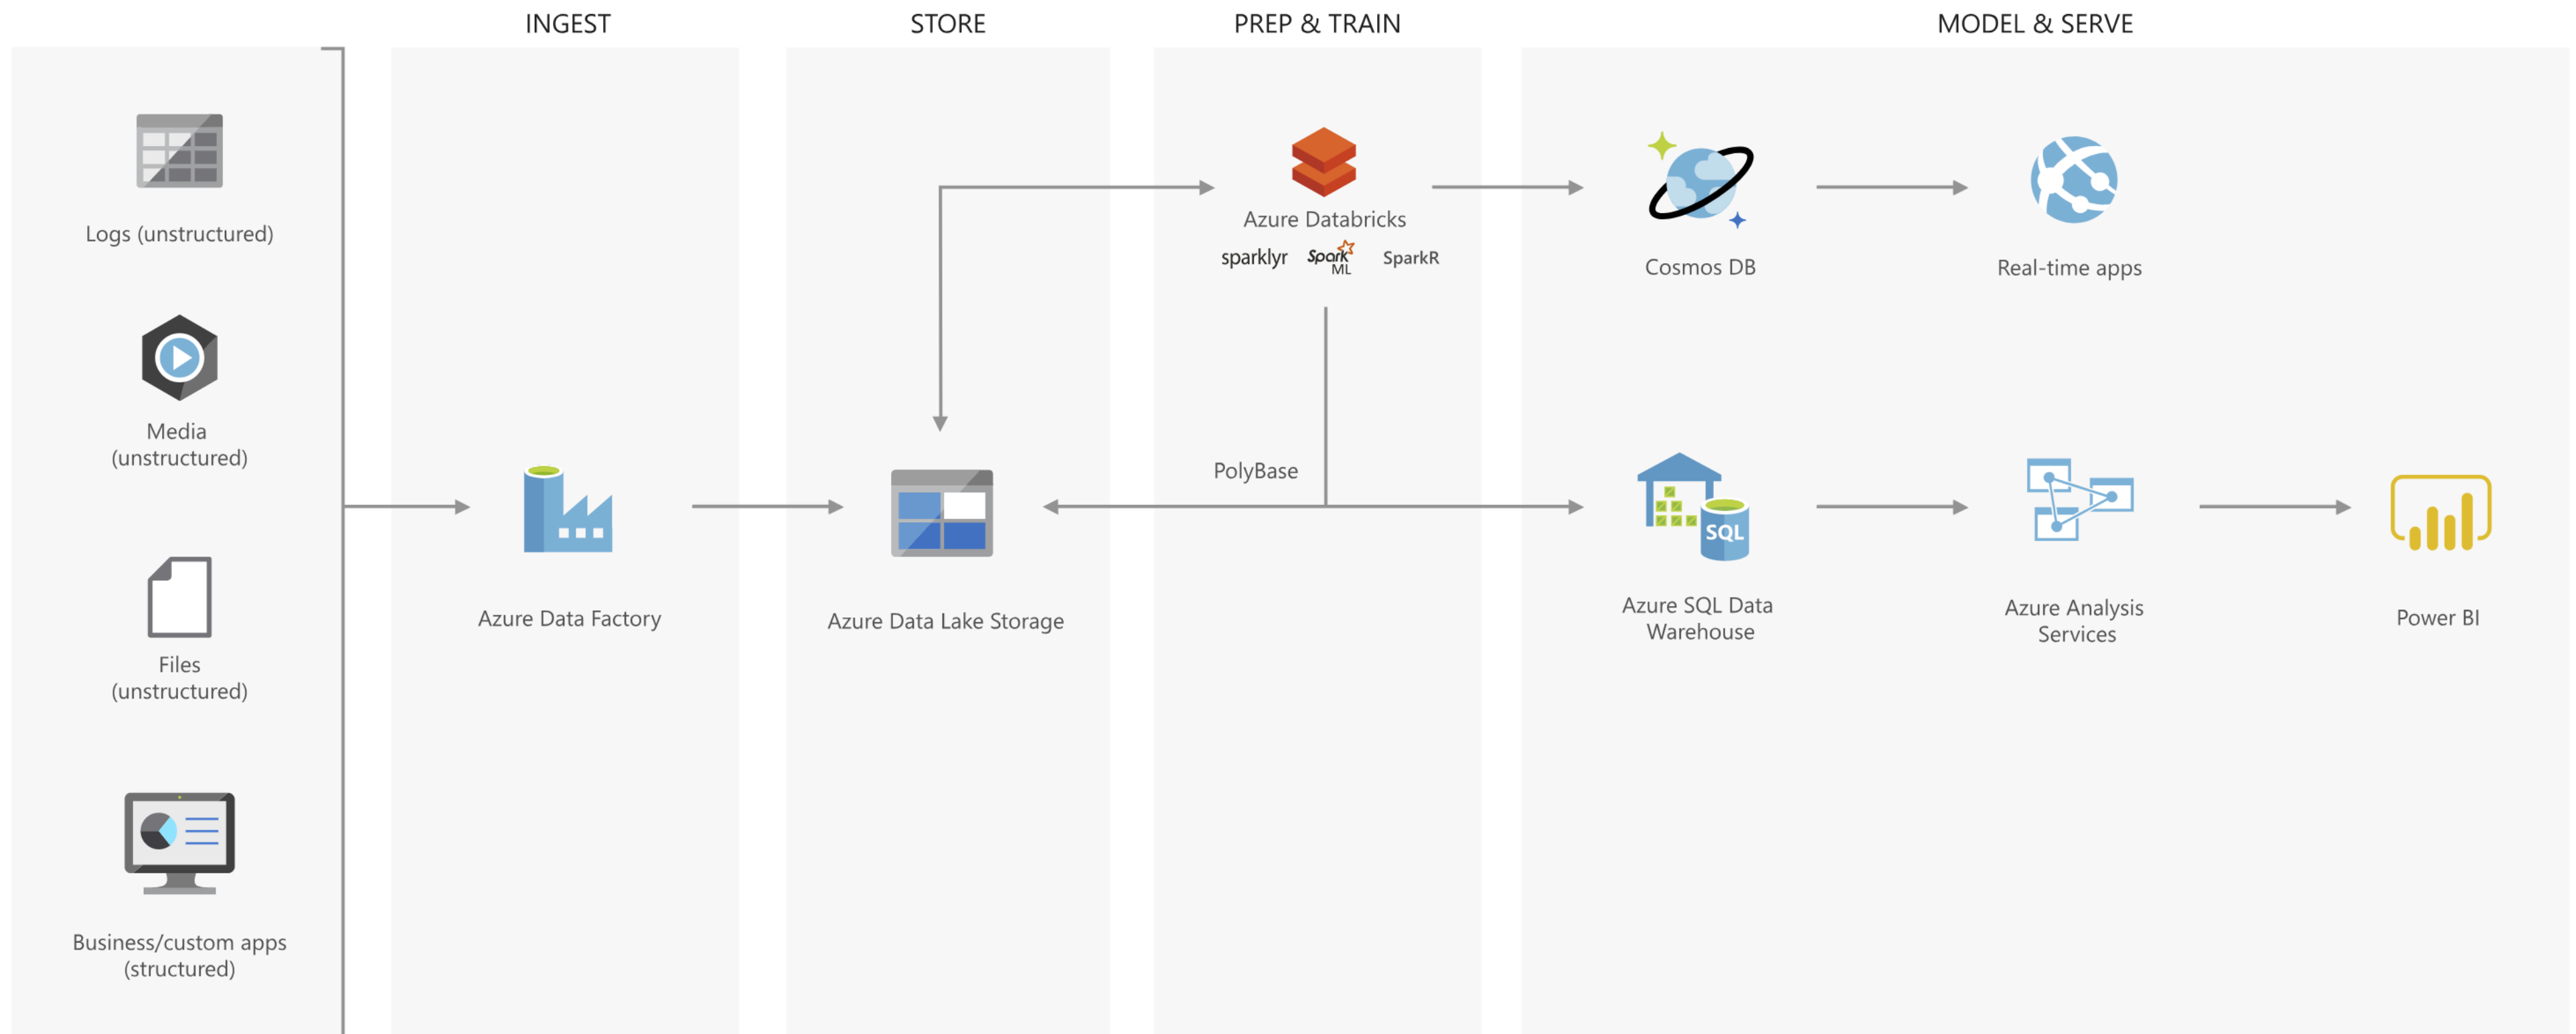 INGEST
STORE
PREP & TRAIN
MODEL & SERVE
Logs (unstructured)
Media
(unstructured)
Files
(unstructured)
Business/custom apps
(structured)
Azure Data Factory
Azure Data Lake Storage
Azure Databricks
sparklyr
Spark
ML
SparkR
PolyBase
Cosmos DB
Real-time apps
SQL
Azure SQL Data
Warehouse
Azure Analysis
Services
Power BI